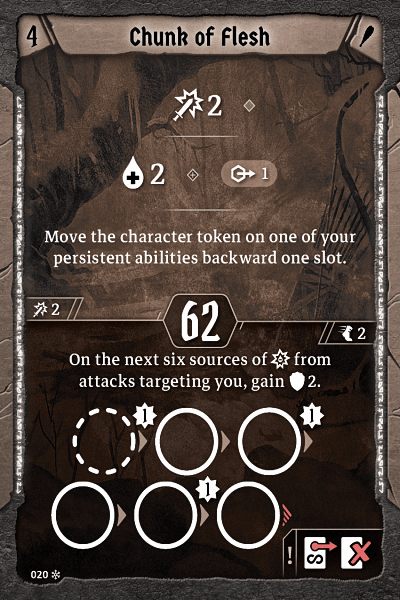 4 Chunk of Flesh
2
2 1
Move the character token on one of your
persistent abilities backward one slot.
2 62 2
On the next six sources of from
attacks targeting you, gain 2.
1 1
1
! S
020